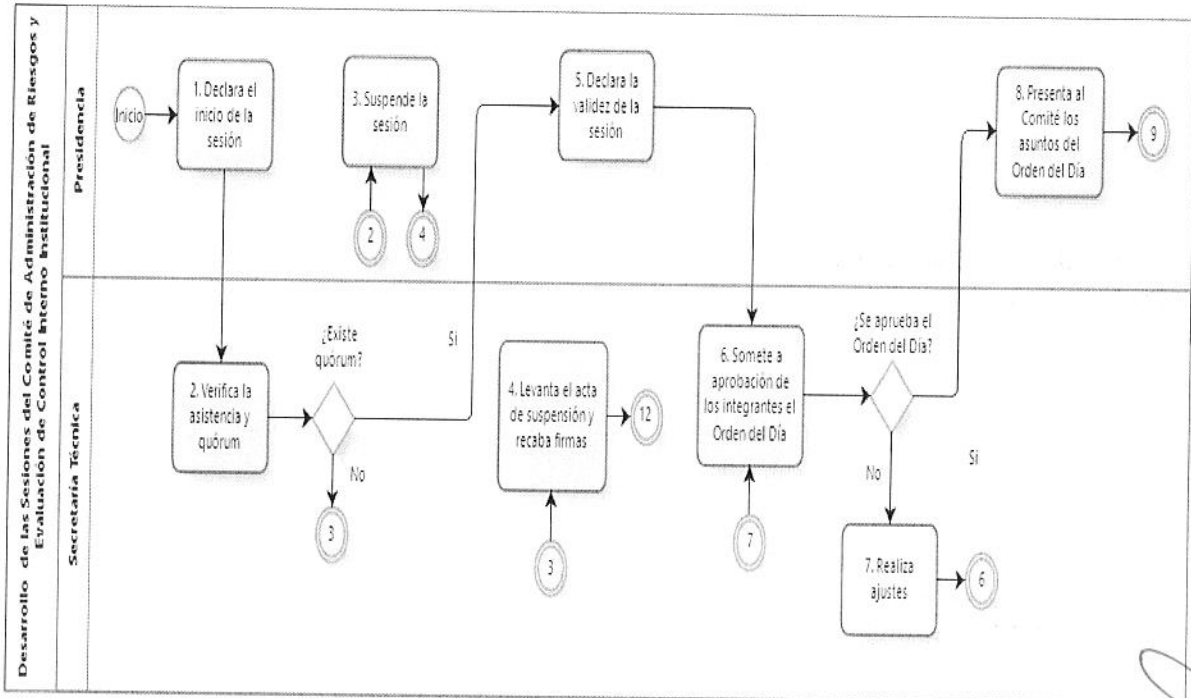 Desarrollo de las Sesiones del Comité de Administración de Riesgos y
Evaluación de Control Interno Institucional
Presidencia
Inicio
1. Declara el
inicio de la
sesión
3. Suspende la
sesión
2
4
5. Declara la
validez de la
sesión
8. Presenta al
Comité los
asuntos del
Orden del Día
9
Secretaría Técnica
2. Verifica la
asistencia y
quórum
¿Existe
quórum?
Si
No
3
4. Levanta el acta
de suspensión y
recaba firmas
12
3
6. Somete a
aprobación de
los integrantes el
Orden del Día
7
¿Se aprueba el
Orden del Día?
Si
No
7. Realiza
ajustes
6